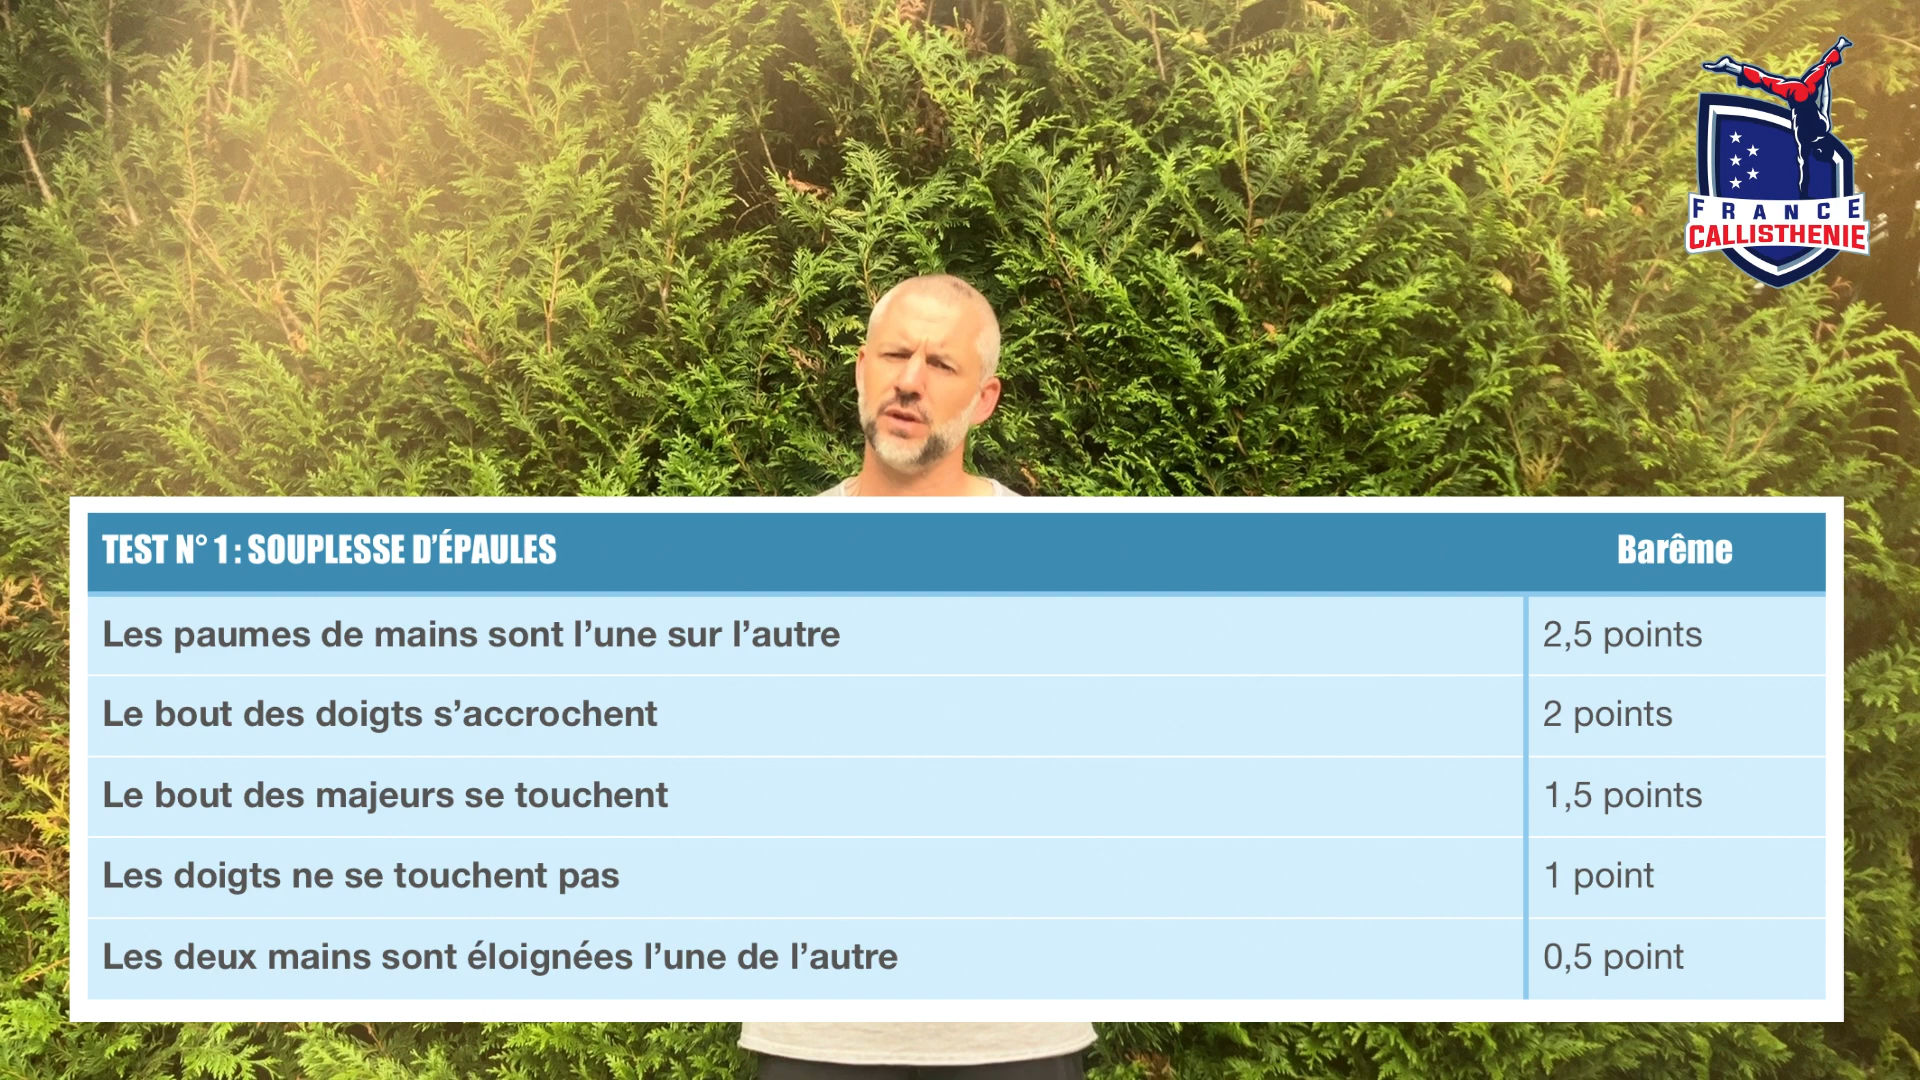 FRANCE
CALLISTHENIE
TEST N° 1 : SOUPLESSE D’ÉPAULES Barême
Les paumes de mains sont l’une sur l’autre 2,5 points
Le bout des doigts s’accrochent 2 points
Le bout des majeurs se touchent 1,5 points
Les doigts ne se touchent pas 1 point
Les deux mains sont éloignées l’une de l’autre 0,5 point